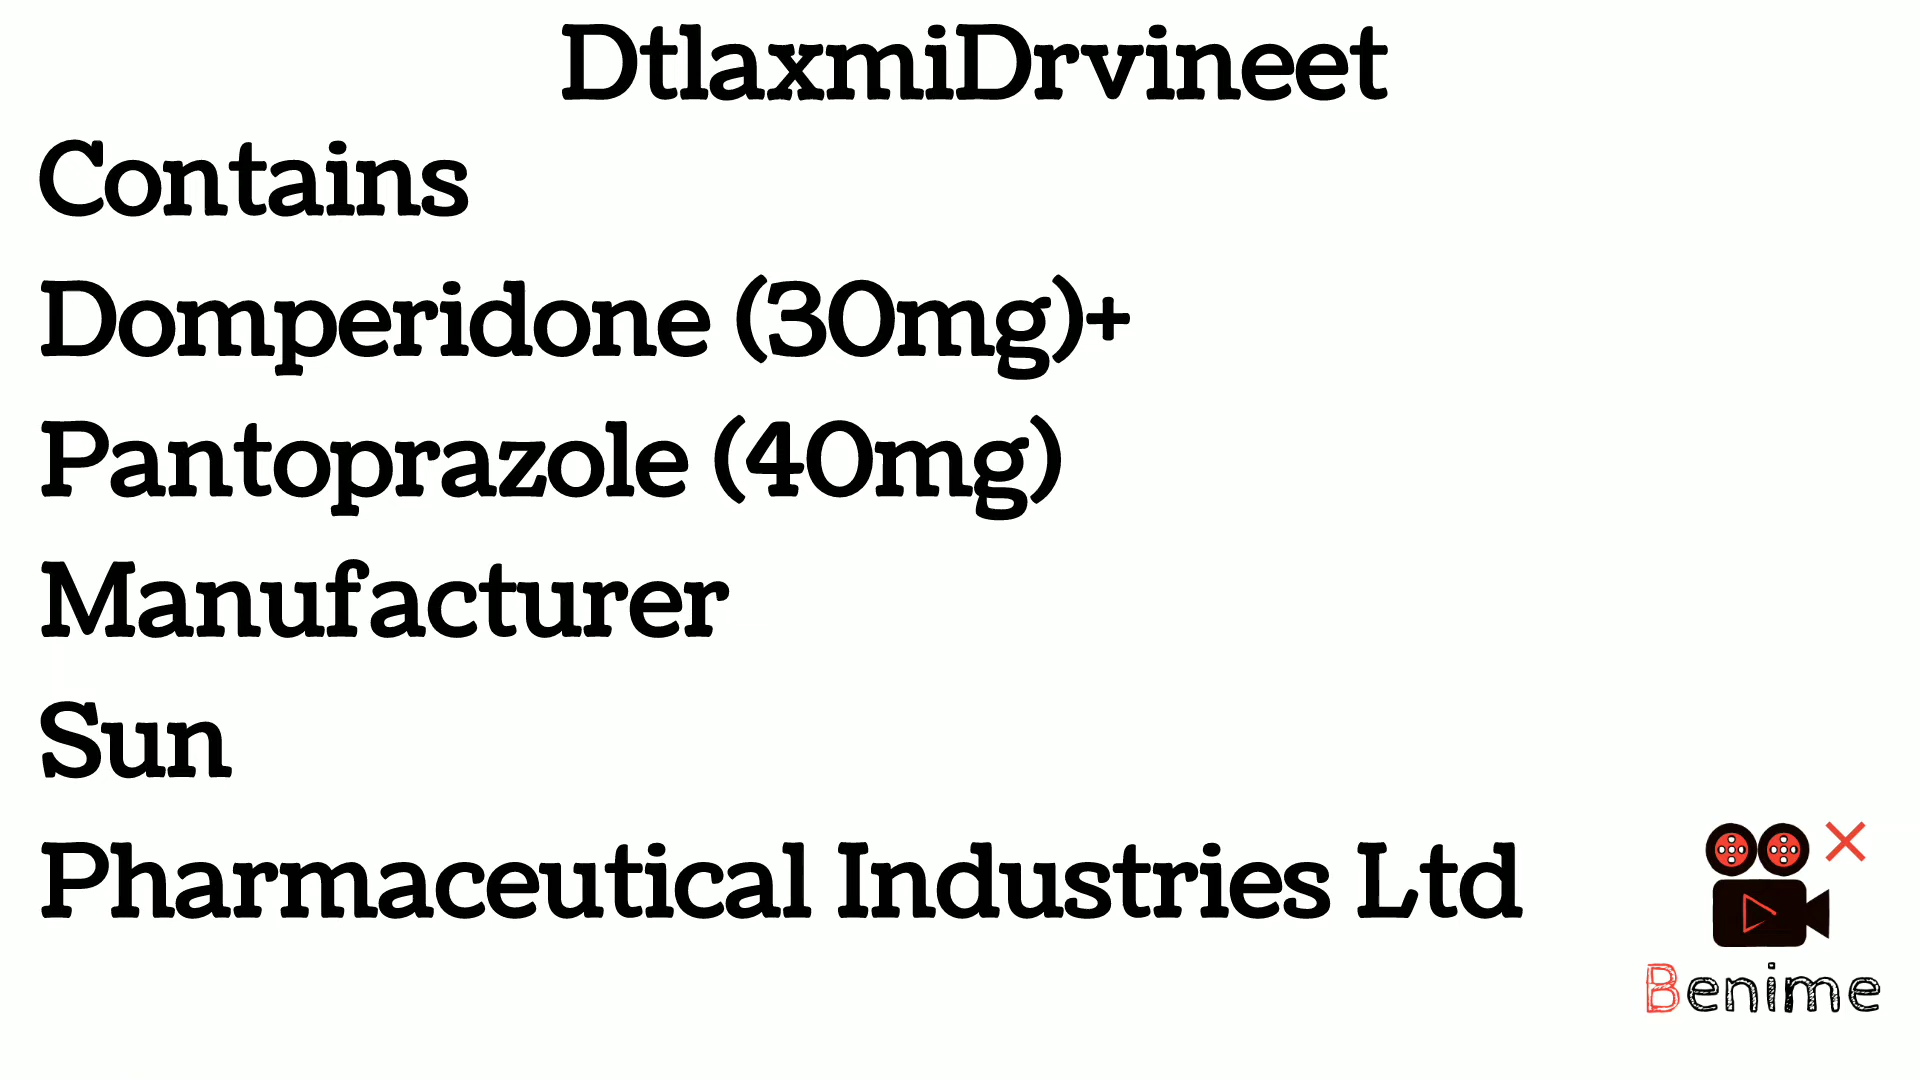 DtlaxmiDrvineet
Contains
Domperidone (30mg)+
Pantoprazole (40mg)
Manufacturer
Sun
Pharmaceutical Industries Ltd
Benime